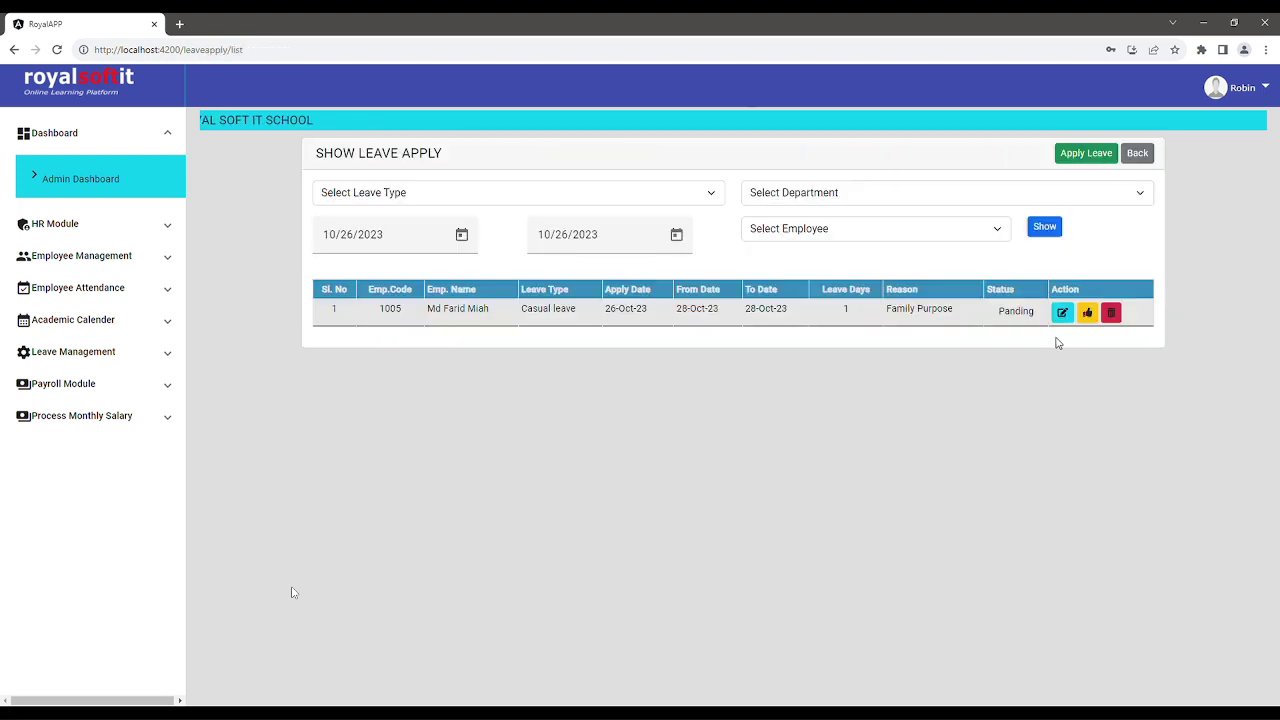 RoyalAPP
http://localhost:4200/leaveapply/list
royalsoftit
Online Learning Platform
Robin
Dashboard
Admin Dashboard
HR Module
Employee Management
Employee Attendance
Academic Calender
Leave Management
Payroll Module
Process Monthly Salary
YAL SOFT IT SCHOOL
SHOW LEAVE APPLY
Apply Leave Back
Select Leave Type Select Department
10/26/2023 10/26/2023 Select Employee Show
Sl. No Emp.Code Emp. Name Leave Type Apply Date From Date To Date Leave Days Reason Status Action
1 1005 Md Farid Miah Casual leave 26-Oct-23 28-Oct-23 28-Oct-23 1 Family Purpose Panding